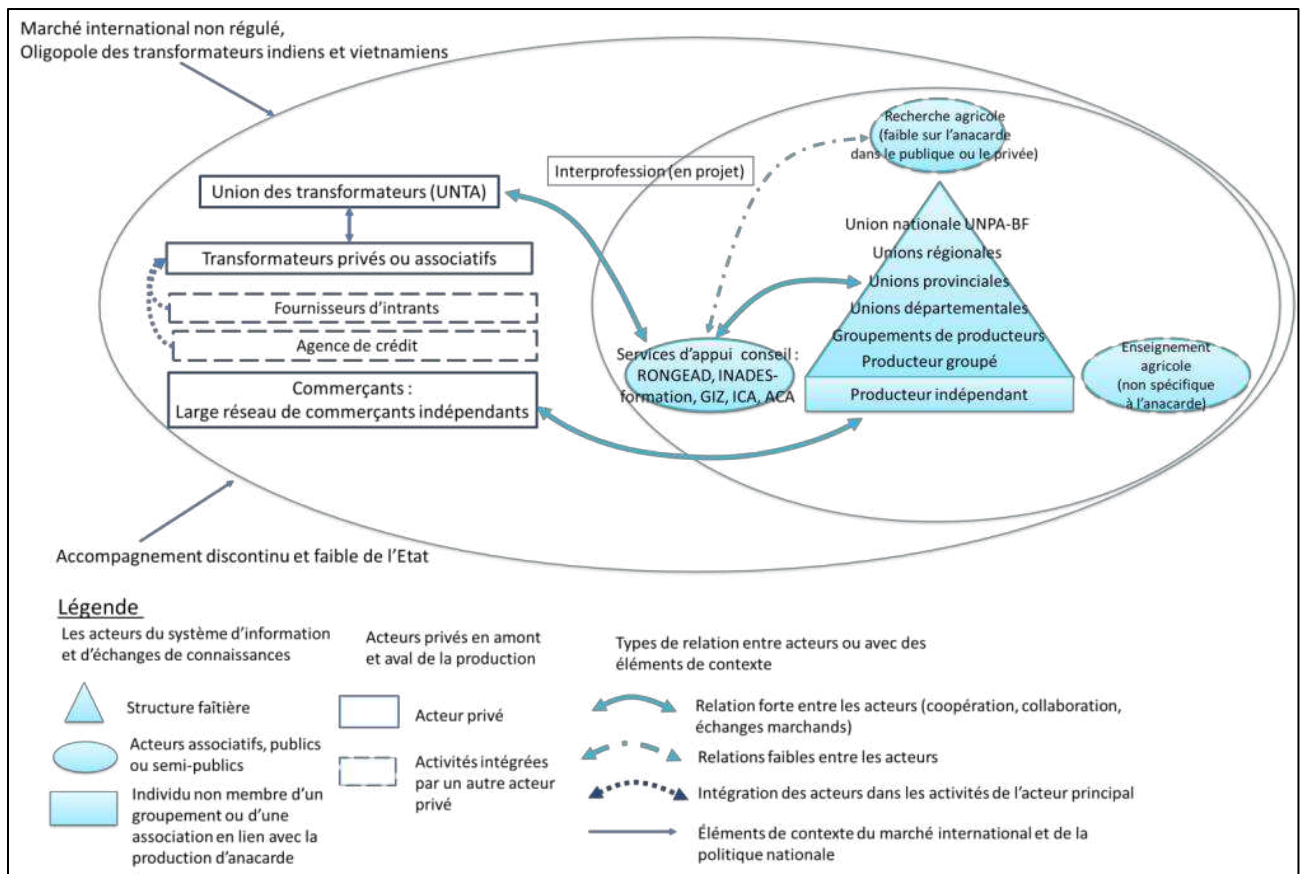 Marché international non régulé,
Oligopole des transformateurs indiens et vietnamiens
Recherche agricole
(faible sur l'anacarde
dans le publique ou le privée)
Interprofession (en projet)
Union des transformateurs (UNTA)
Transformateurs privés ou associatifs
Fournisseurs d'intrants
Agence de crédit
Commerçants :
Large réseau de commerçants indépendants
Union nationale UNPA-BF
Unions régionales
Unions provinciales
Unions départementales
Groupements de producteurs
Producteur groupé
Producteur indépendant
Services d'appui conseil :
RONGEAD, INADES-
formation, GIZ, ICA, ACA
Enseignement
agricole
(non spécifique
à l'anacarde)
Accompagnement discontinu et faible de l'Etat
Légende
Les acteurs du système d'information
et d'échanges de connaissances
Structure faîtière
Acteurs associatifs, publics
ou semi-publics
Individu non membre d'un
groupement ou d'une
association en lien avec la
production d'anacarde
Acteurs privés en amont
et aval de la production
Acteur privé
Activités intégrées
par un autre acteur
privé
Types de relation entre acteurs ou avec des
éléments de contexte
Relation forte entre les acteurs (coopération, collaboration,
échanges marchands)
Relations faibles entre les acteurs
Intégration des acteurs dans les activités de l'acteur principal
Éléments de contexte du marché international et de la
politique nationale